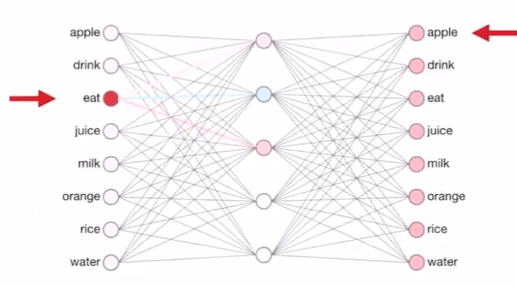 apple
drink
eat
juice
milk
orange
rice
water
apple
drink
eat
juice
milk
orange
rice
water